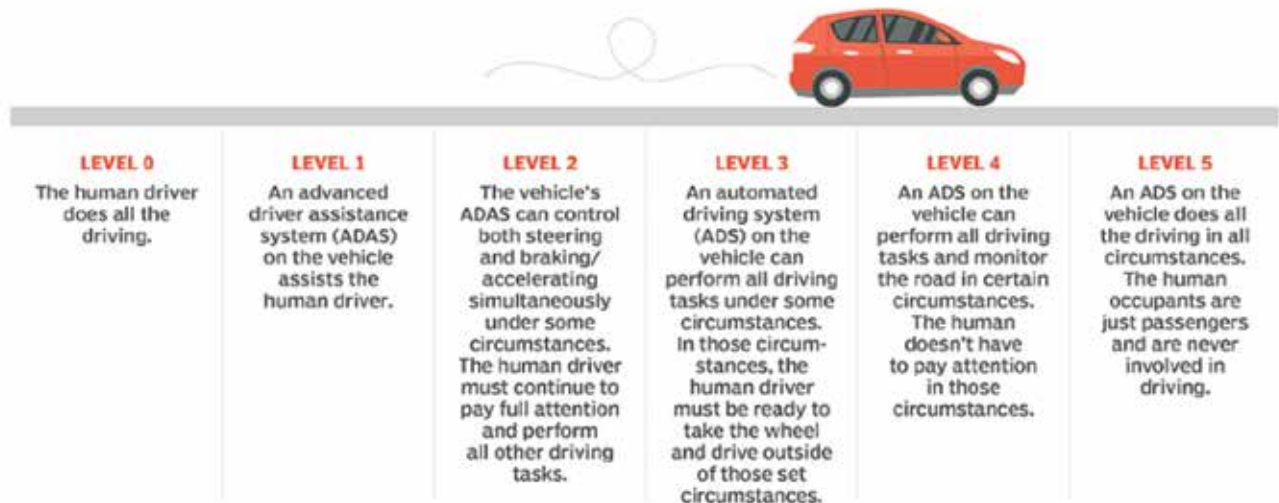 LEVEL 0
The human driver
does all the
driving.
LEVEL 1
An advanced
driver assistance
system (ADAS)
on the vehicle
assists the
human driver.
LEVEL 2
The vehicle's
ADAS can control
both steering
and braking/
accelerating
simultaneously
under some
circumstances.
The human driver
must continue to
pay full attention
and perform
all other driving
tasks.
LEVEL 3
An automated
driving system
(ADS) on the
vehicle can
perform all driving
tasks under some
circumstances.
In those circum-
stances, the
human driver
must be ready to
take the wheel
and drive outside
of those set
circumstances.
LEVEL 4
An ADS on the
vehicle can
perform all driving
tasks and monitor
the road in certain
circumstances.
The human
doesn't have
to pay attention
in those
circumstances.
LEVEL 5
An ADS on the
vehicle does all
the driving in all
circumstances.
The human
occupants are
just passengers
and are never
involved in
driving.